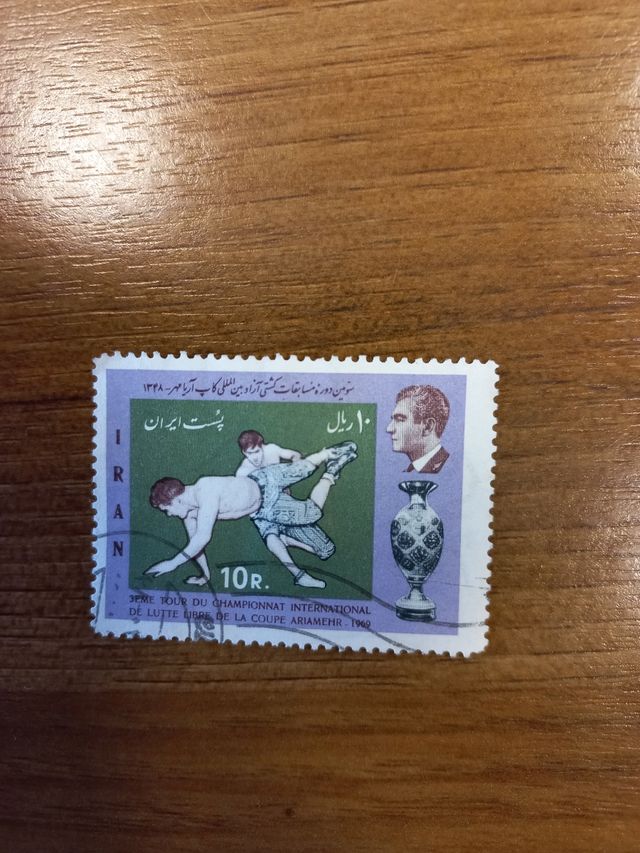 سومین دوره مسابقات کشتی آزاد بین المللی کاپ آریامهر - ۱۳۴۸
پست ایران
۱۰ ریال
IRAN
10R.
3EME TOUR DU CHAMPIONNAT INTERNATIONAL
DE LUTTE LIBRE DE LA COUPE ARIAMEHR - 1969